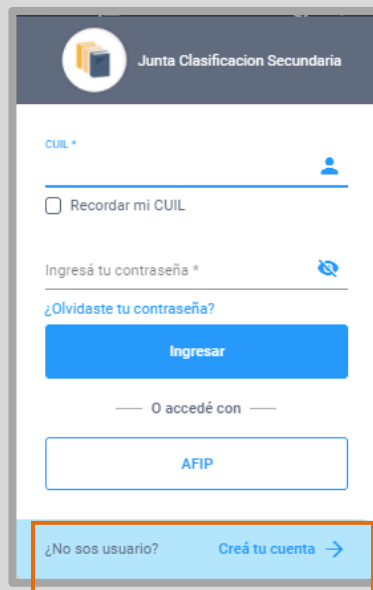 Junta Clasificacion Secundaria
CUIL *
Recordar mi CUIL
Ingresá tu contraseña *
¿Olvidaste tu contraseña?
Ingresar
O accedé con
AFIP
¿No sos usuario? Creá tu cuenta →